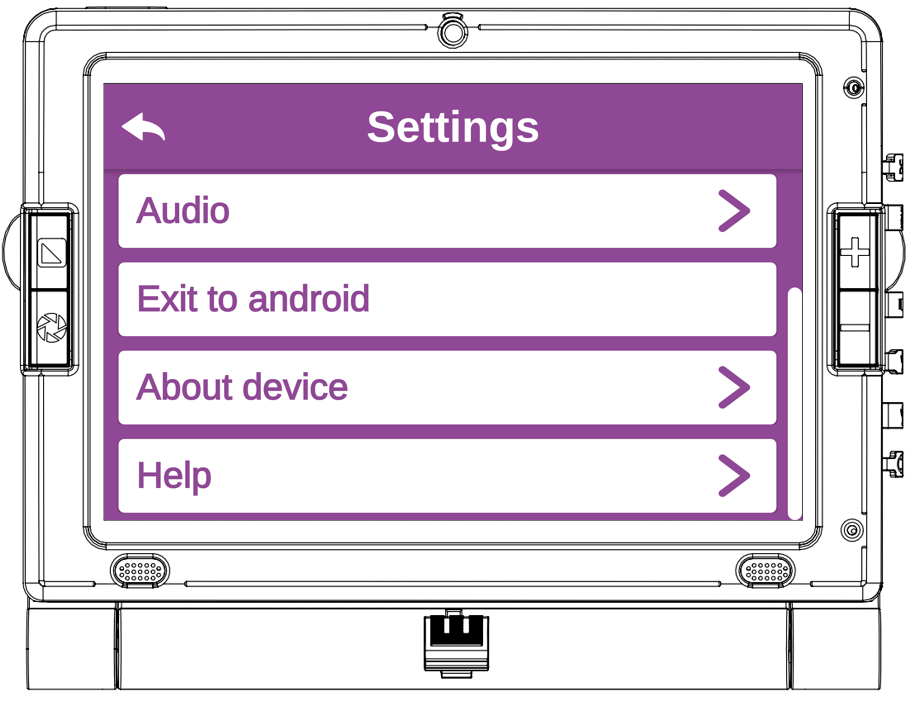 Settings
Audio
Exit to android
About device
Help